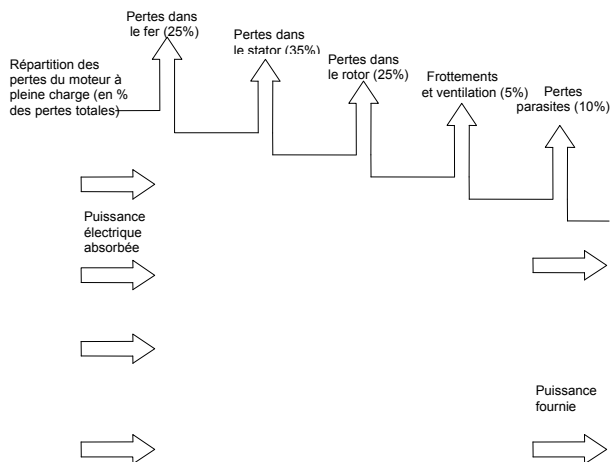 Pertes dans
le fer (25%)
Pertes dans
le stator (35%)
Pertes dans
le rotor (25%)
Frottements
et ventilation (5%)
Pertes
parasites (10%)
Répartition des
pertes du moteur à
pleine charge (en %
des pertes totales)
Puissance
électrique
absorbée
Puissance
fournie